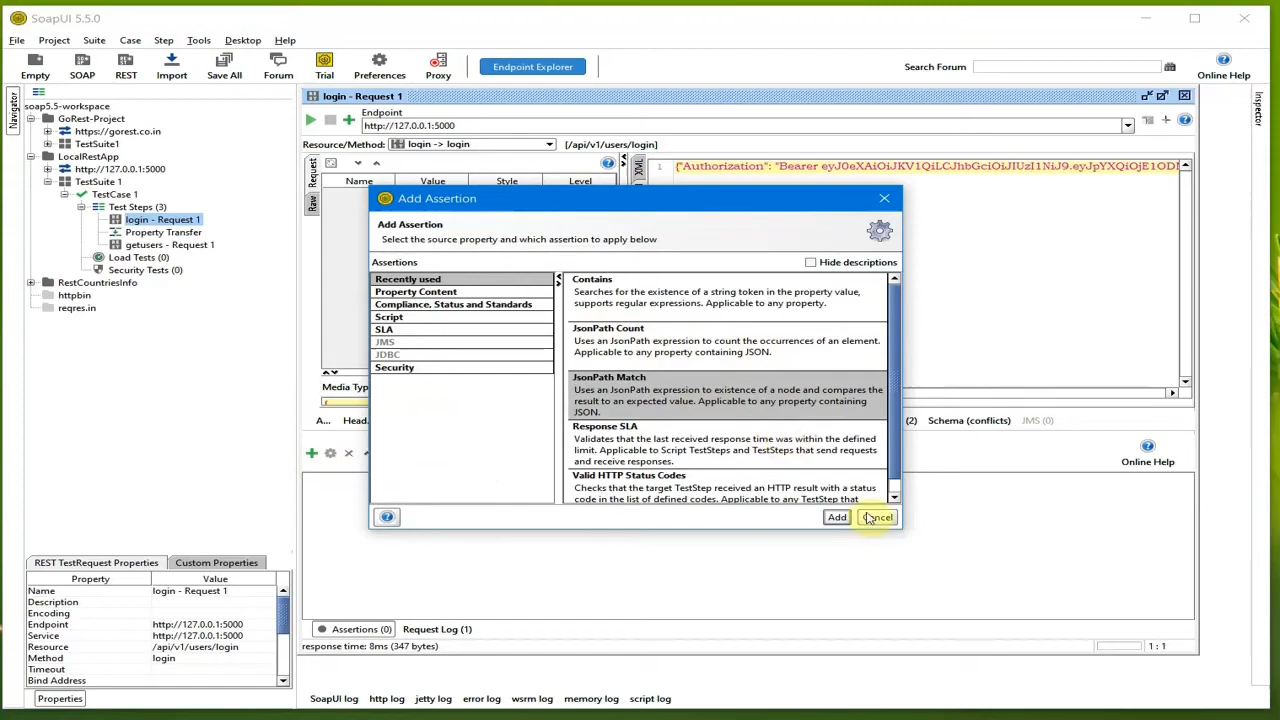 SoapUI 5.5.0
File Project Suite Case Step Tools Desktop Help
Empty SOAP REST Import Save All Forum Trial Preferences Proxy
Endpoint Explorer
Search Forum
Online Help
Navigator
soap5.5-workspace
GoRest-Project
https://gorest.co.in
TestSuite1
LocalRestApp
http://127.0.0.1:5000
TestSuite 1
TestCase 1
Test Steps (3)
login - Request 1
Property Transfer
getusers - Request 1
Load Tests (0)
Security Tests (0)
RestCountriesInfo
httpbin
reqres.in
REST TestRequest Properties Custom Properties
Property Value
Name login - Request 1
Description
Encoding
Endpoint http://127.0.0.1:5000
Service http://127.0.0.1:5000
Resource /api/v1/users/login
Method login
Timeout
Bind Address
Properties
login - Request 1
Endpoint
http://127.0.0.1:5000
Resource/Method: login -> login [/api/v1/users/login]
Request
Raw
Name Value Style Level
XML
1
Media Typ
A... Head. (2) Schema (conflicts) JMS (0)
Online Help
Add Assertion
Add Assertion
Select the source property and which assertion to apply below
Assertions
Hide descriptions
Recently used
Property Content
Compliance, Status and Standards
Script
SLA
JMS
JDBC
Security
Contains
Searches for the existence of a string token in the property value,
supports regular expressions. Applicable to any property.
JsonPath Count
Uses an JsonPath expression to count the occurrences of an element.
Applicable to any property containing JSON.
JsonPath Match
Uses an JsonPath expression to existence of a node and compares the
result to an expected value. Applicable to any property containing
JSON.
Response SLA
Validates that the last received response time was within the defined
limit. Applicable to Script TestSteps and TestSteps that send requests
and receive responses.
Valid HTTP Status Codes
Checks that the target TestStep received an HTTP result with a status
code in the list of defined codes. Applicable to any TestStep that
Add Cancel
Assertions (0) Request Log (1)
response time: 8ms (347 bytes)
1 : 1
SoapUI log http log jetty log error log wsrm log memory log script log
Inspector